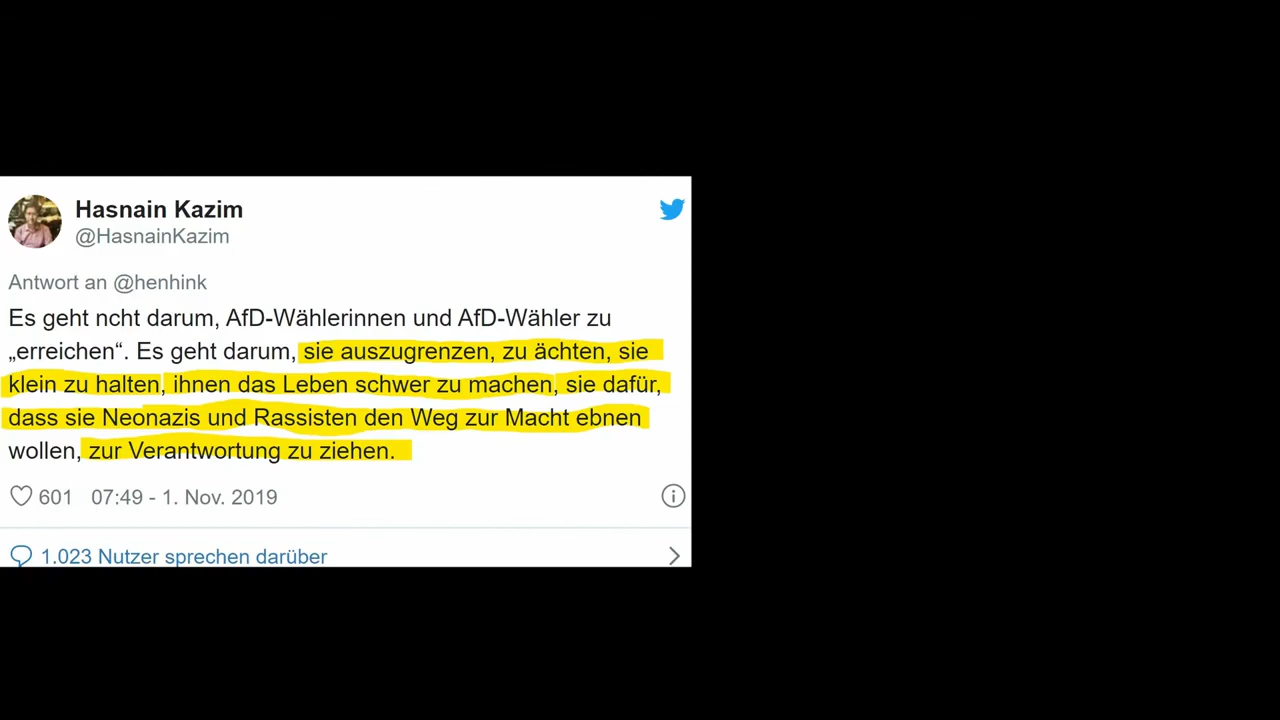 Hasnain Kazim
@HasnainKazim
Antwort an @henhink
Es geht ncht darum, AfD-Wählerinnen und AfD-Wähler zu
„erreichen“. Es geht darum, sie auszugrenzen, zu ächten, sie
klein zu halten, ihnen das Leben schwer zu machen, sie dafür,
dass sie Neonazis und Rassisten den Weg zur Macht ebnen
wollen, zur Verantwortung zu ziehen.
601 07:49 - 1. Nov. 2019
1.023 Nutzer sprechen darüber